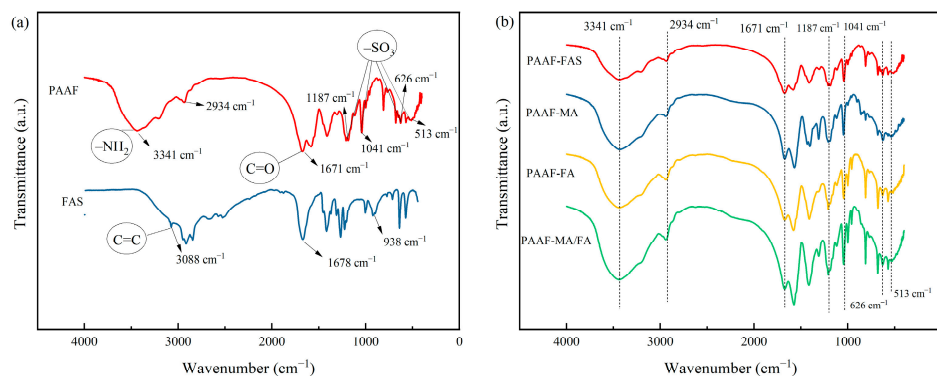 (a)
–SO₃
626 cm⁻¹
PAAF
1187 cm⁻¹
2934 cm⁻¹
1041 cm⁻¹
513 cm⁻¹
–NH₂
3341 cm⁻¹
C=O
1671 cm⁻¹
FAS
C=C
3088 cm⁻¹
1678 cm⁻¹
938 cm⁻¹
Transmittance (a.u.)
4000 3000 2000 1000 0
Wavenumber (cm⁻¹)
(b)
3341 cm⁻¹ 2934 cm⁻¹ 1671 cm⁻¹ 1187 cm⁻¹ 1041 cm⁻¹
PAAF-FAS
PAAF-MA
PAAF-FA
PAAF-MA/FA
513 cm⁻¹
626 cm⁻¹
Transmittance (a.u.)
4000 3000 2000 1000
Wavenumber (cm⁻¹)